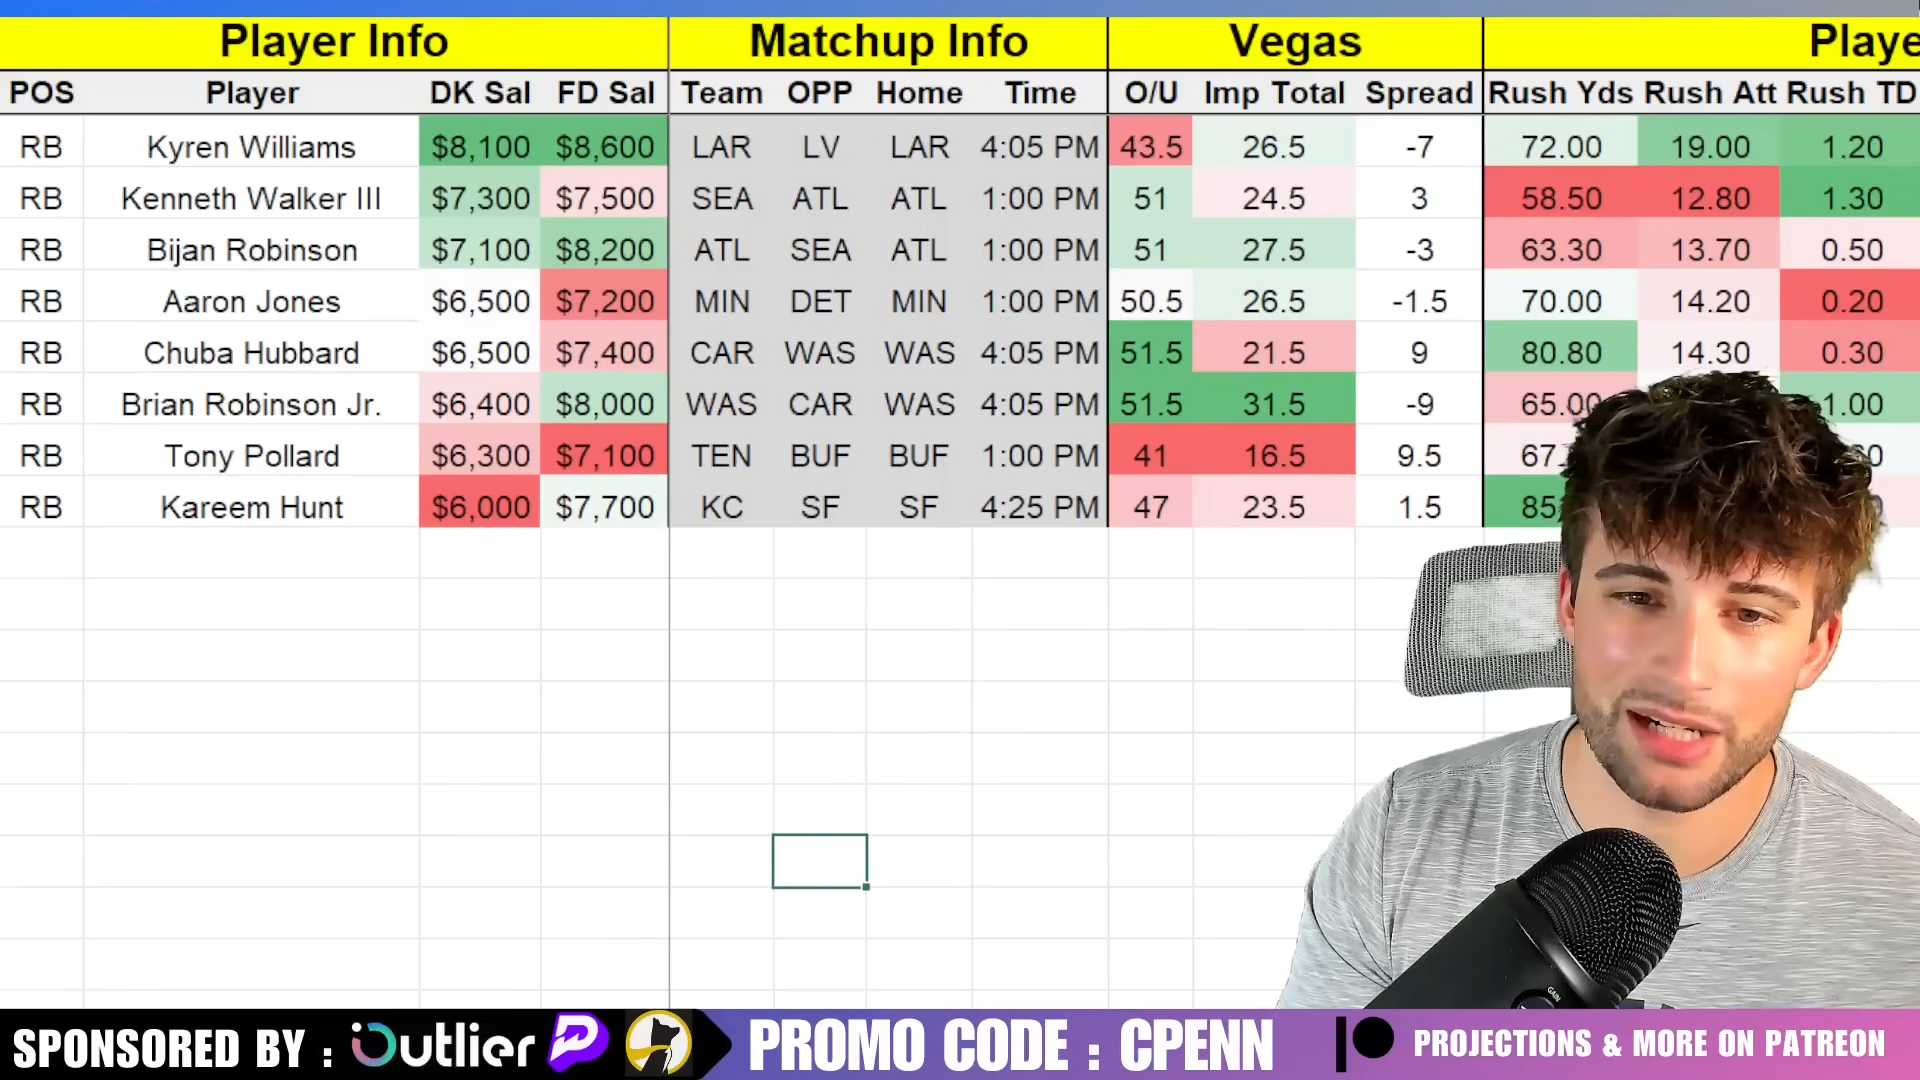 Player Info Matchup Info Vegas Playe
POS Player DK Sal FD Sal Team OPP Home Time O/U Imp Total Spread Rush Yds Rush Att Rush TD
RB Kyren Williams $8,100 $8,600 LAR LV LAR 4:05 PM 43.5 26.5 -7 72.00 19.00 1.20
RB Kenneth Walker III $7,300 $7,500 SEA ATL ATL 1:00 PM 51 24.5 3 58.50 12.80 1.30
RB Bijan Robinson $7,100 $8,200 ATL SEA ATL 1:00 PM 51 27.5 -3 63.30 13.70 0.50
RB Aaron Jones $6,500 $7,200 MIN DET MIN 1:00 PM 50.5 26.5 -1.5 70.00 14.20 0.20
RB Chuba Hubbard $6,500 $7,400 CAR WAS WAS 4:05 PM 51.5 21.5 9 80.80 14.30 0.30
RB Brian Robinson Jr. $6,400 $8,000 WAS CAR WAS 4:05 PM 51.5 31.5 -9 65.00 1.00
RB Tony Pollard $6,300 $7,100 TEN BUF BUF 1:00 PM 41 16.5 9.5 67.
RB Kareem Hunt $6,000 $7,700 KC SF SF 4:25 PM 47 23.5 1.5 85
GAIN
SPONSORED BY : Outlier PROMO CODE : CPENN PROJECTIONS & MORE ON PATREON